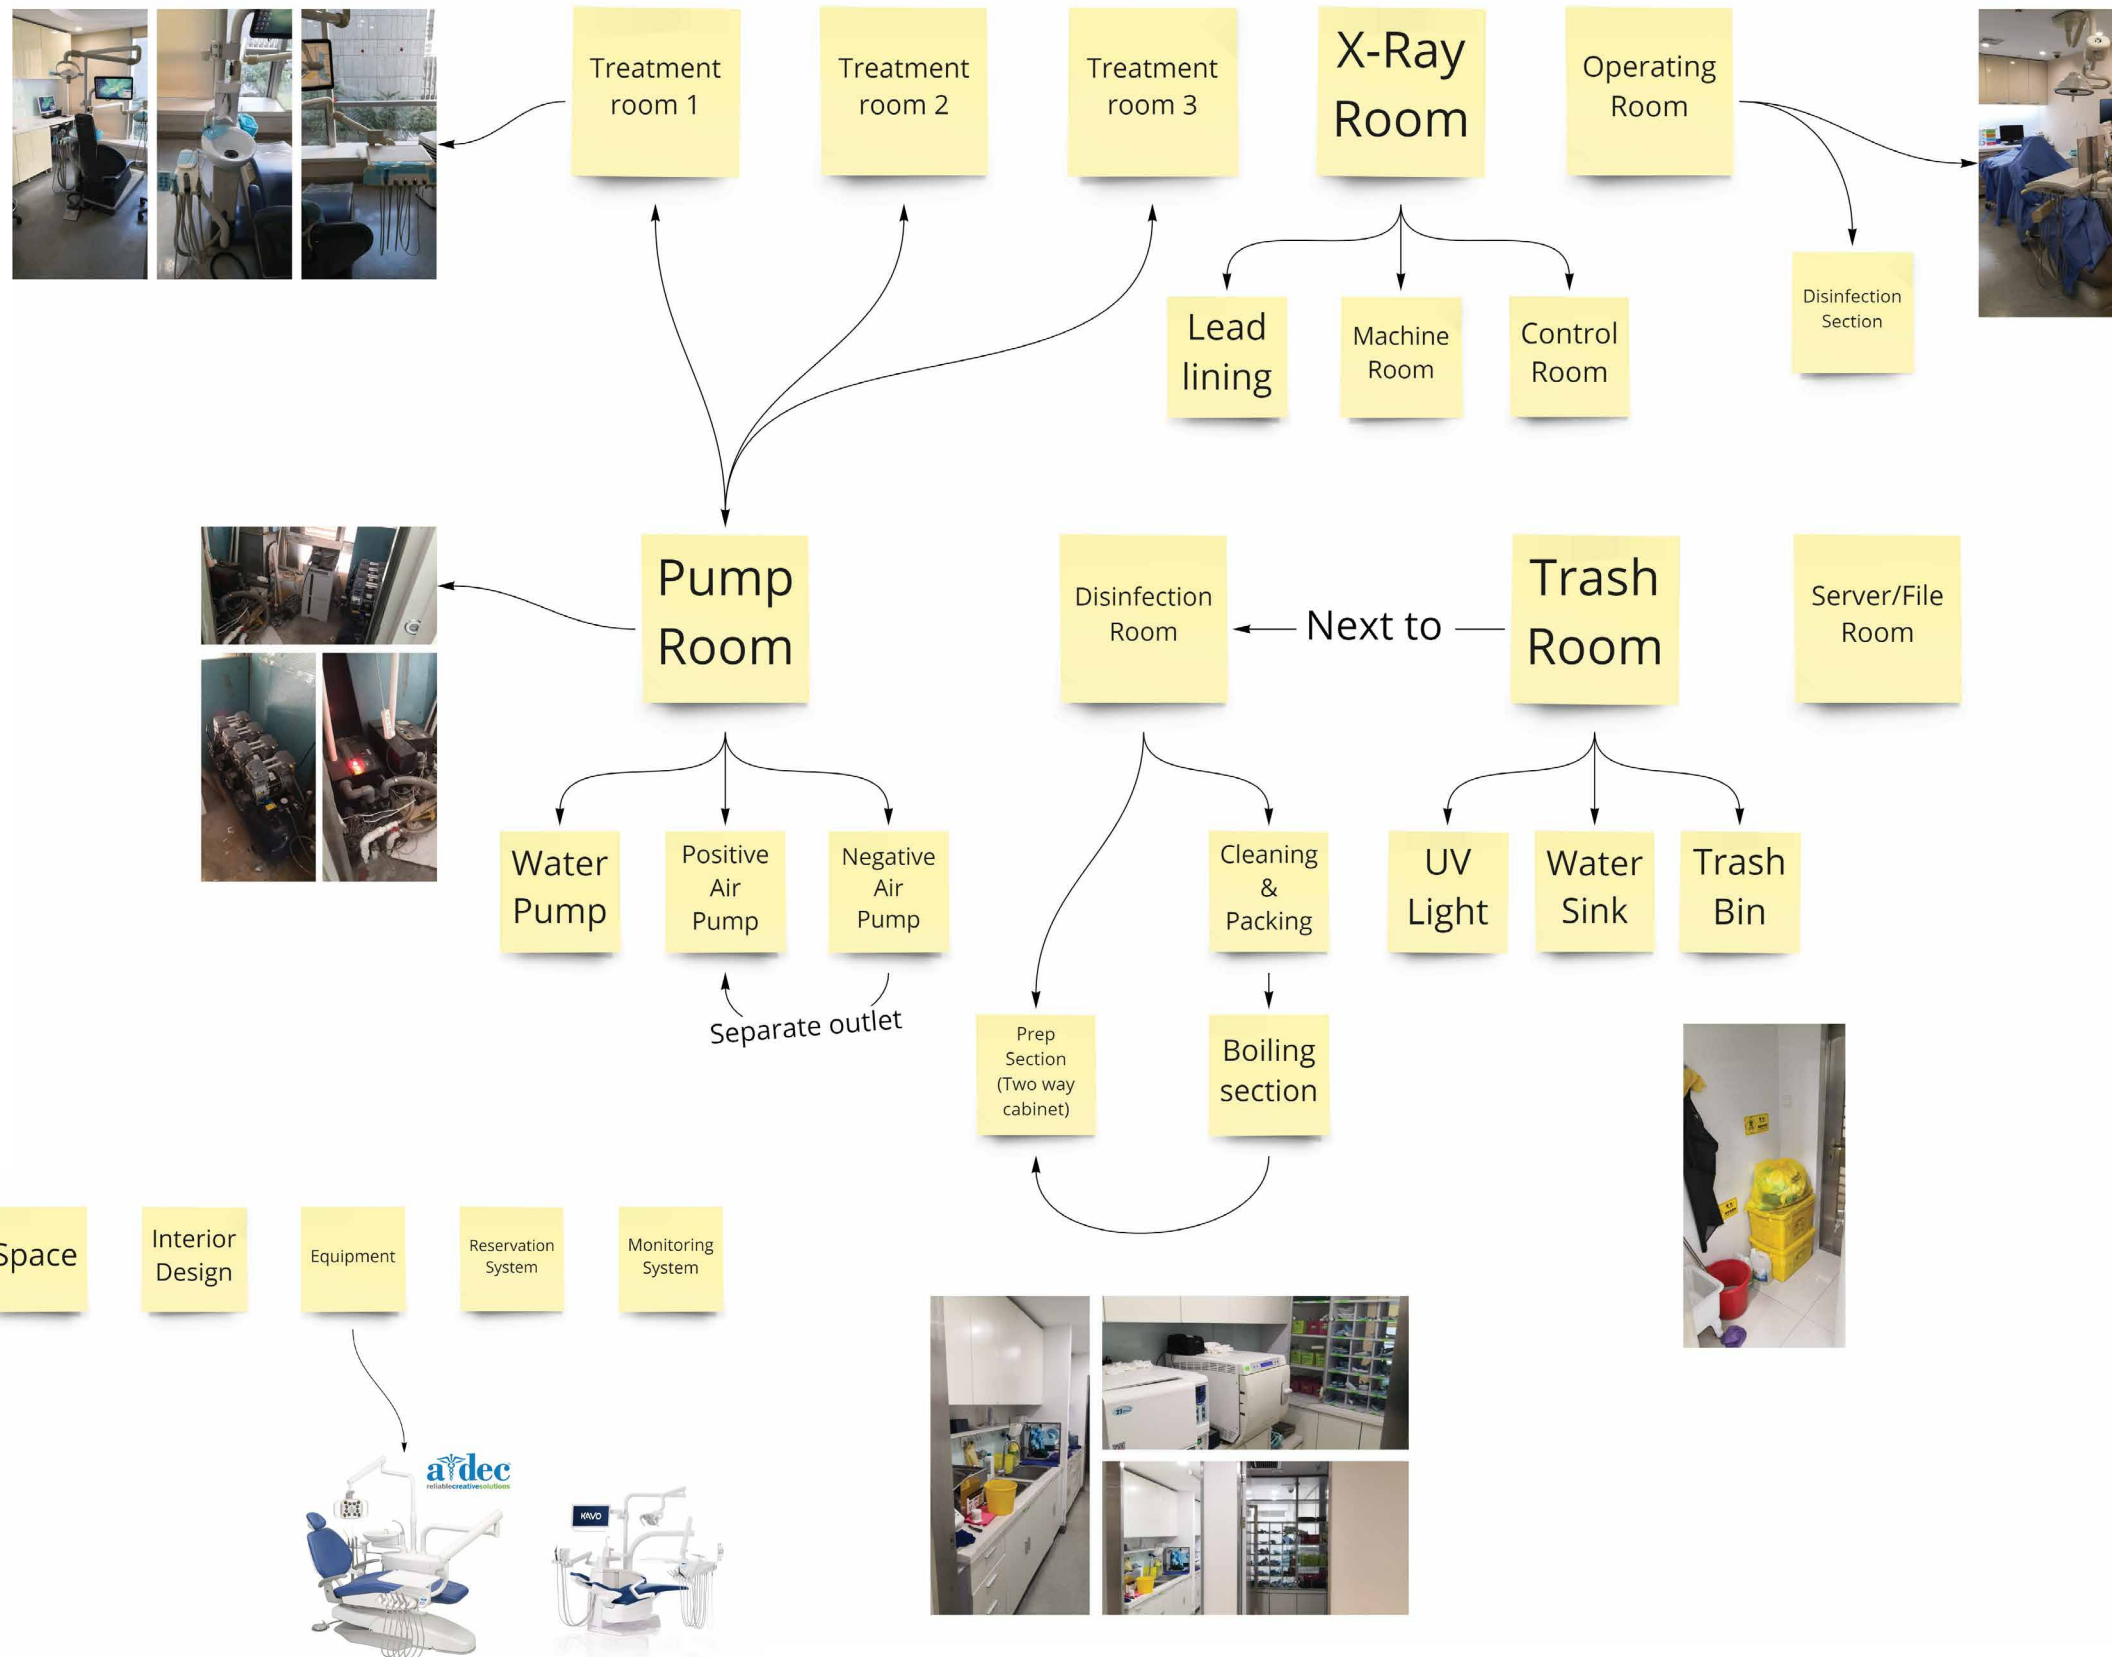 Treatment
room 1
Treatment
room 2
Treatment
room 3
X-Ray
Room
Operating
Room
Lead
lining
Machine
Room
Control
Room
Disinfection
Section
Pump
Room
Disinfection
Room
Next to
Trash
Room
Server/File
Room
Water
Pump
Positive
Air
Pump
Negative
Air
Pump
Separate outlet
Cleaning
&
Packing
UV
Light
Water
Sink
Trash
Bin
Prep
Section
(Two way
cabinet)
Boiling
section
Space
Interior
Design
Equipment
Reservation
System
Monitoring
System
a dec
reliablecreativesolutions
KAVO